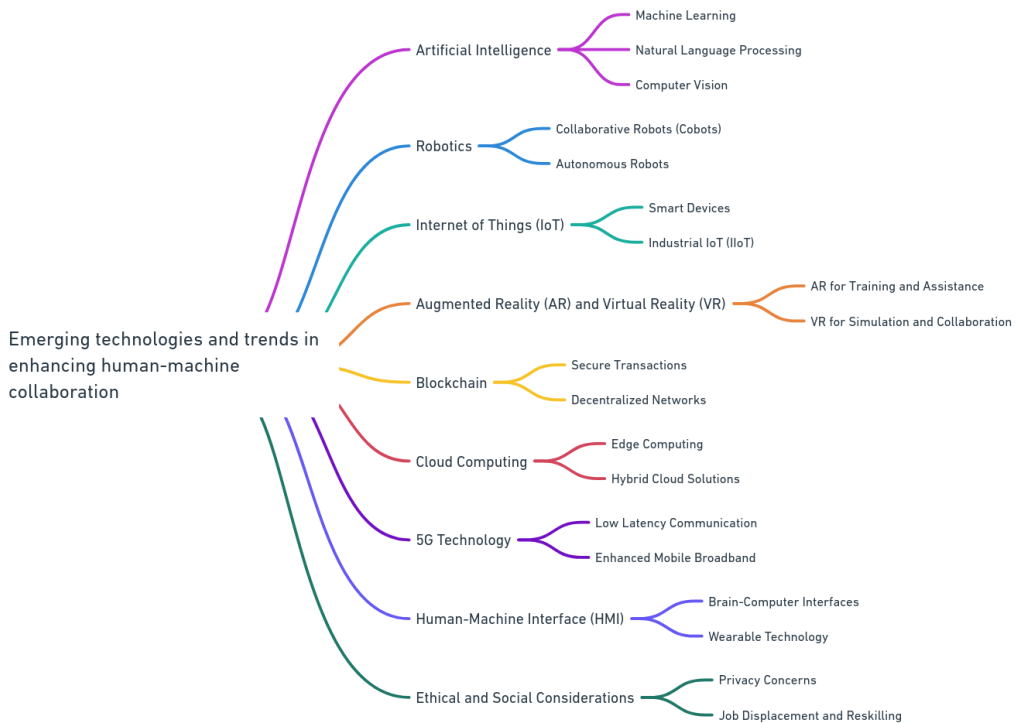 Emerging technologies and trends in
enhancing human-machine
collaboration
Artificial Intelligence
Machine Learning
Natural Language Processing
Computer Vision
Robotics
Collaborative Robots (Cobots)
Autonomous Robots
Internet of Things (IoT)
Smart Devices
Industrial IoT (IIoT)
Augmented Reality (AR) and Virtual Reality (VR)
AR for Training and Assistance
VR for Simulation and Collaboration
Blockchain
Secure Transactions
Decentralized Networks
Cloud Computing
Edge Computing
Hybrid Cloud Solutions
5G Technology
Low Latency Communication
Enhanced Mobile Broadband
Human-Machine Interface (HMI)
Brain-Computer Interfaces
Wearable Technology
Ethical and Social Considerations
Privacy Concerns
Job Displacement and Reskilling